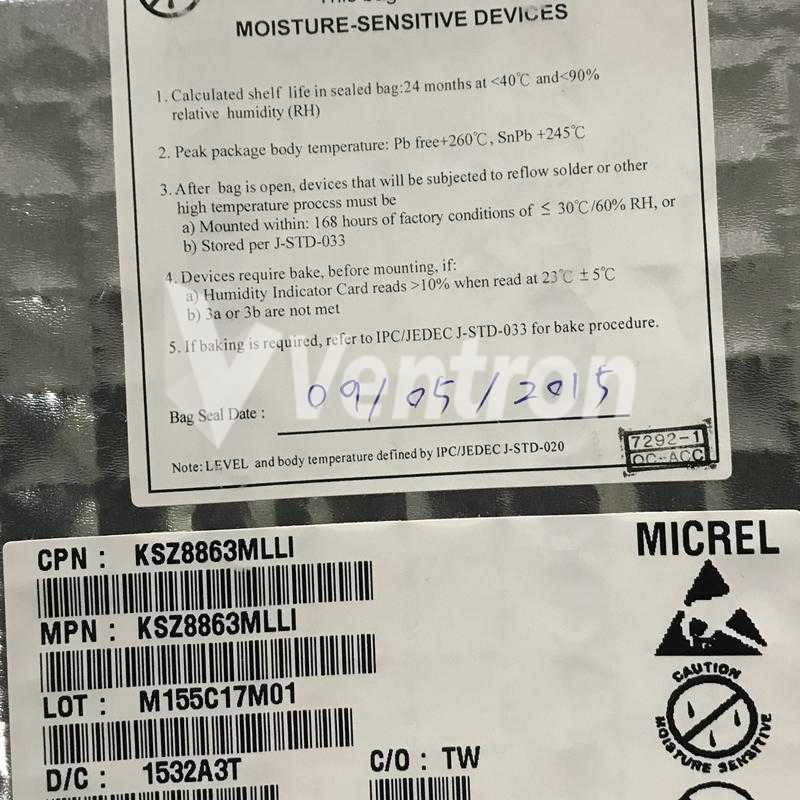 MOISTURE-SENSITIVE DEVICES
1. Calculated shelf life in sealed bag:24 months at <40℃ and<90%
relative humidity (RH)
2. Peak package body temperature: Pb free+260℃, SnPb +245℃
3. After bag is open, devices that will be subjected to reflow solder or other
high temperature proccss must be
a) Mounted within: 168 hours of factory conditions of ≤ 30℃/60% RH, or
b) Stored per J-STD-033
4. Devices require bake, before mounting, if:
a) Humidity Indicator Card reads >10% when read at 23℃ ±5℃
b) 3a or 3b are not met
5. If baking is required, refer to IPC/JEDEC J-STD-033 for bake procedure.
Ventron
Bag Seal Date : 09/05/2015
Note: LEVEL and body temperature defined by IPC/JEDEC J-STD-020
7292-1
QC-ACC
CPN : KSZ8863MLLI
MICREL
MPN : KSZ8863MLLI
LOT : M155C17M01
CAUTION
MOISTURE SENSITIVE
D/C : 1532A3T
C/O : TW